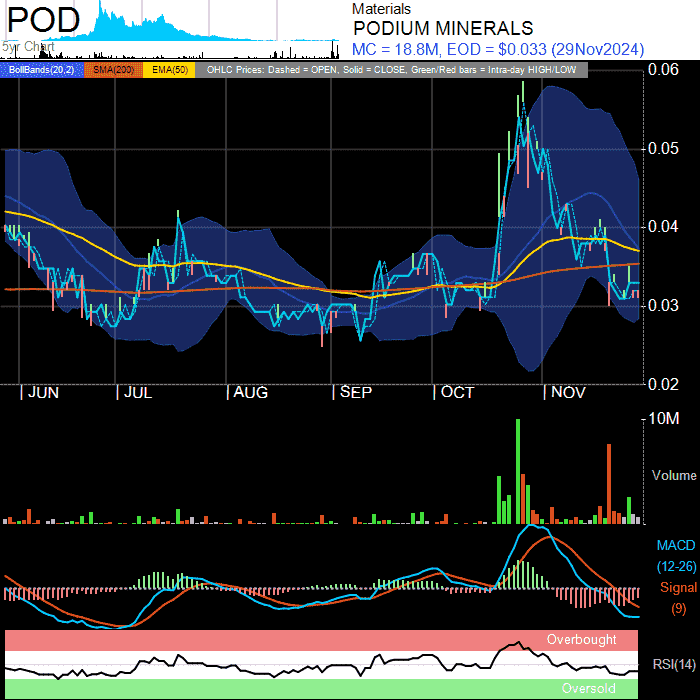 POD
5yr Chart
Materials
PODIUM MINERALS
MC = 18.8M, EOD = $0.033 (29Nov2024)
BollBands(20,2) SMA(200) EMA(50) OHLC Prices: Dashed = OPEN, Solid = CLOSE, Green/Red bars = Intra-day HIGH/LOW
0.06
0.05
0.04
0.03
0.02
JUN JUL AUG SEP OCT NOV
10M
Volume
MACD
(12-26)
Signal
(9)
Overbought
RSI(14)
Oversold